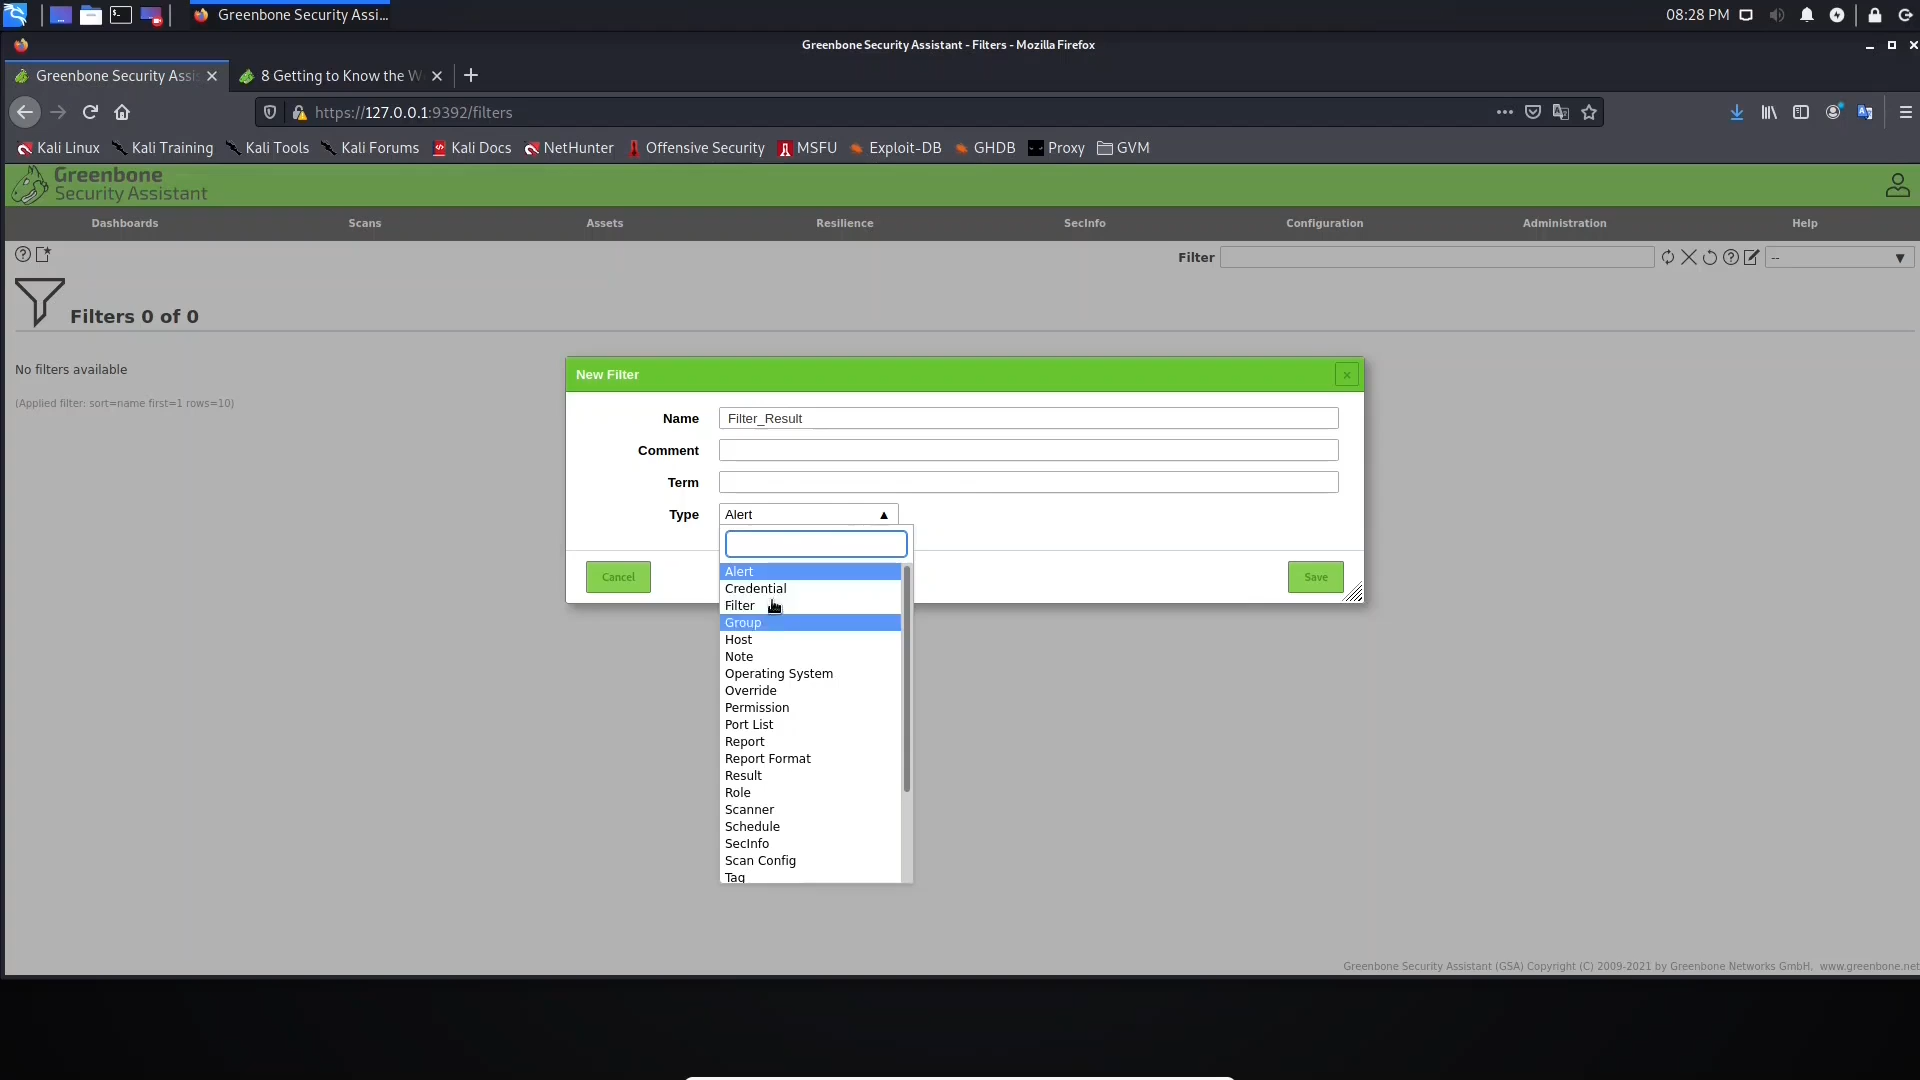 Greenbone Security Assi...
08:28 PM
Greenbone Security Assistant - Filters - Mozilla Firefox
Greenbone Security Assi
8 Getting to Know the W
https://127.0.0.1:9392/filters
Kali Linux
Kali Training
Kali Tools
Kali Forums
Kali Docs
NetHunter
Offensive Security
MSFU
Exploit-DB
GHDB
Proxy
GVM
Greenbone
Security Assistant
Dashboards
Scans
Assets
Resilience
SecInfo
Configuration
Administration
Help
Filter
--
Filters 0 of 0
No filters available
(Applied filter: sort=name first=1 rows=10)
New Filter
Name
Filter_Result
Comment
Term
Type
Alert
Alert
Credential
Filter
Group
Host
Note
Operating System
Override
Permission
Port List
Report
Report Format
Result
Role
Scanner
Schedule
SecInfo
Scan Config
Tag
Cancel
Save
Greenbone Security Assistant (GSA) Copyright (C) 2009-2021 by Greenbone Networks GmbH, www.greenbone.net